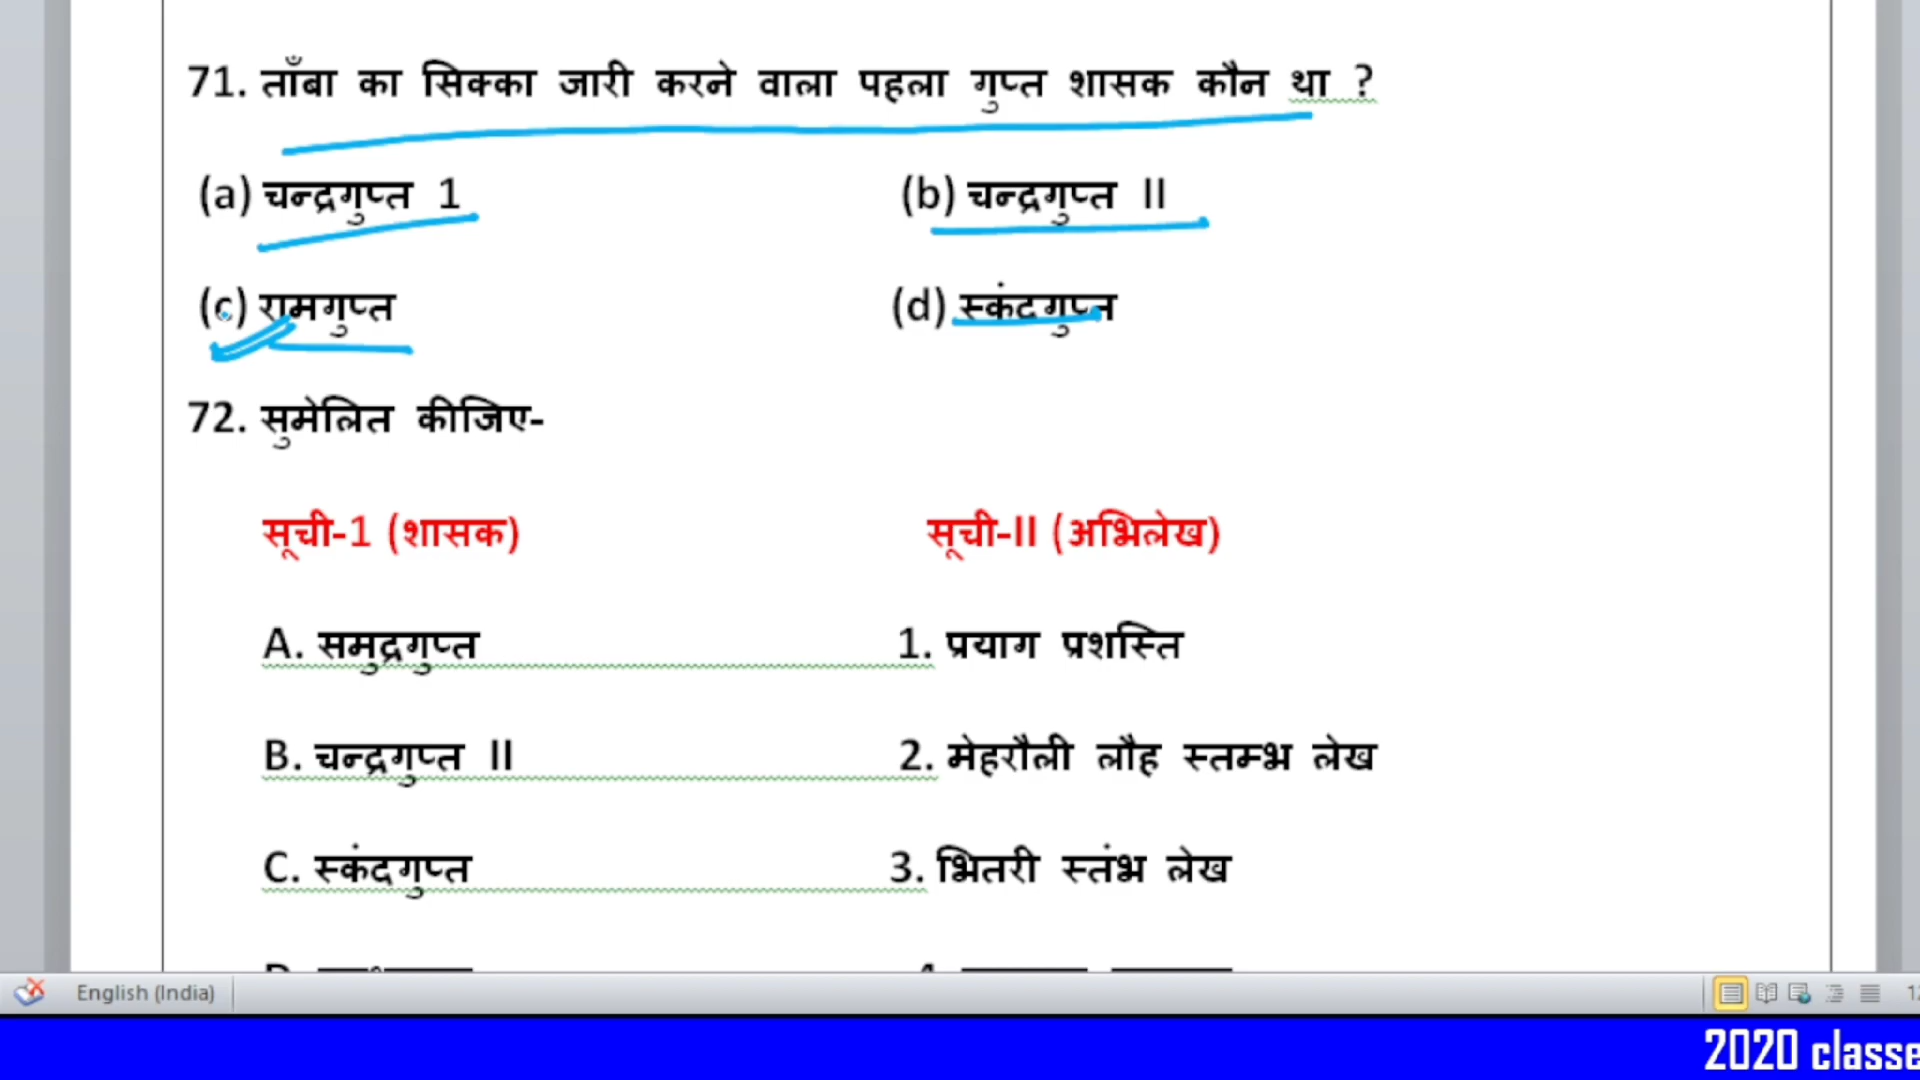 71. ताँबा का सिक्का जारी करने वाला पहला गुप्त शासक कौन था ?
(a) चन्द्रगुप्त 1 (b) चन्द्रगुप्त II
(c) रामगुप्त (d) स्कंदगुप्त
72. सुमेलित कीजिए-
सूची-1 (शासक) सूची-II (अभिलेख)
A. समुद्रगुप्त 1. प्रयाग प्रशस्ति
B. चन्द्रगुप्त II 2. मेहरौली लौह स्तम्भ लेख
C. स्कंदगुप्त 3. भितरी स्तंभ लेख
English (India)
2020 classe